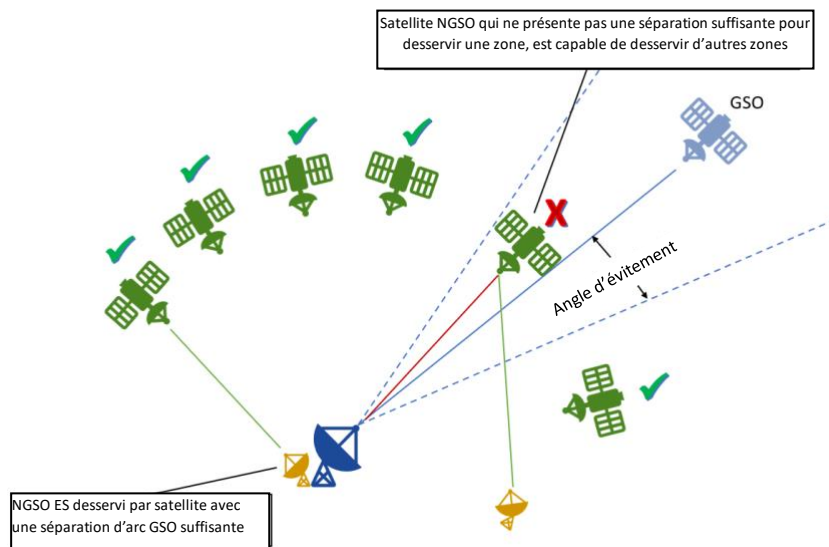 Satellite NGSO qui ne présente pas une séparation suffisante pour
desservir une zone, est capable de desservir d'autres zones
GSO
X
Angle d'évitement
NGSO ES desservi par satellite avec
une séparation d'arc GSO suffisante